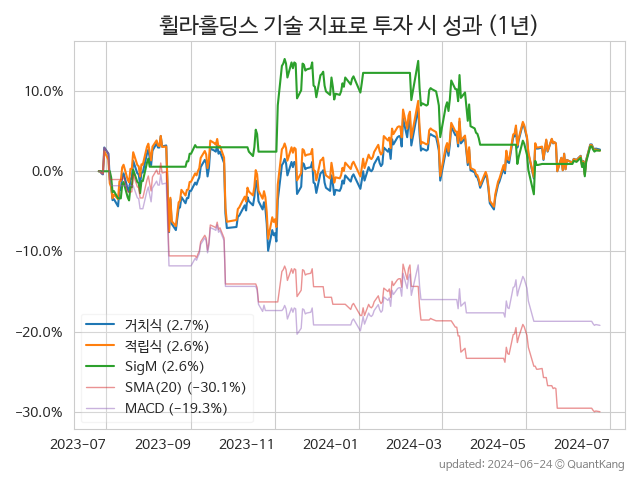 휠라홀딩스 기술 지표로 투자 시 성과 (1년)
10.0%
0.0%
−10.0%
−20.0%
−30.0%
거치식 (2.7%)
적립식 (2.6%)
SigM (2.6%)
SMA(20) (−30.1%)
MACD (−19.3%)
2023-07 2023-09 2023-11 2024-01 2024-03 2024-05 2024-07
updated: 2024-06-24 © QuantKang